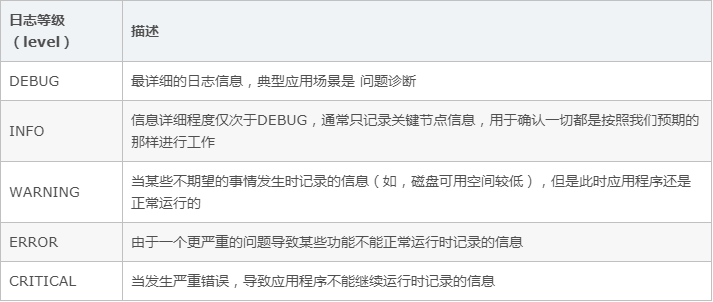 日志等级
（level）
描述
DEBUG
最详细的日志信息，典型应用场景是 问题诊断
INFO
信息详细程度仅次于DEBUG，通常只记录关键节点信息，用于确认一切都是按照我们预期的
那样进行工作
WARNING
当某些不期望的事情发生时记录的信息（如，磁盘可用空间较低），但是此时应用程序还是
正常运行的
ERROR
由于一个更严重的问题导致某些功能不能正常运行时记录的信息
CRITICAL
当发生严重错误，导致应用程序不能继续运行时记录的信息